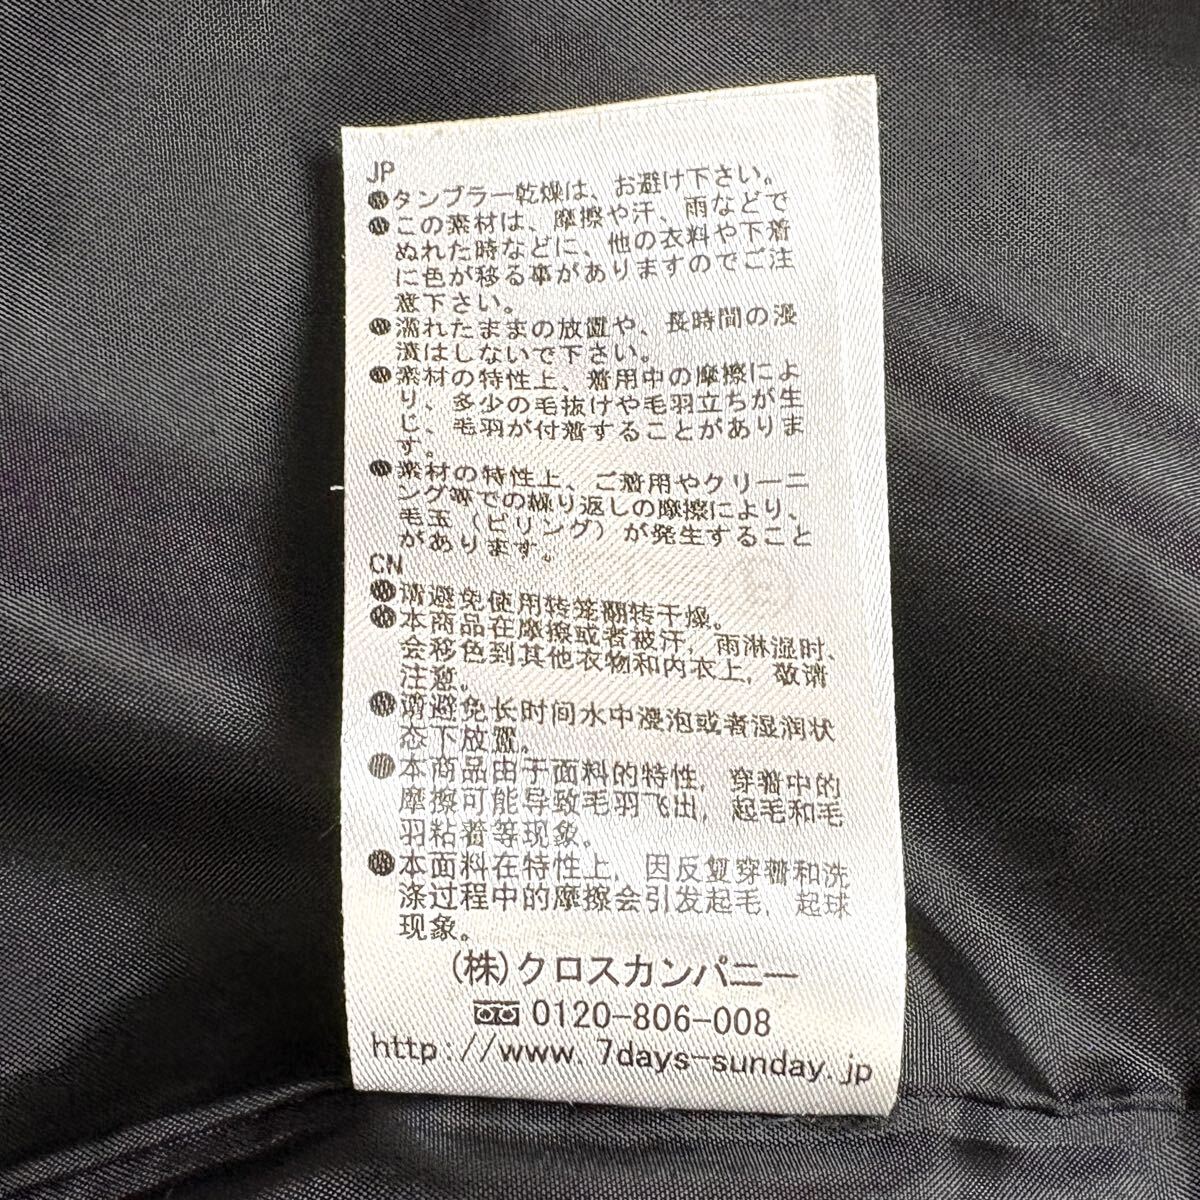 JP
●タンブラー乾燥は、お避け下さい。
●この素材は、摩擦や汗、雨などで
ぬれた時などに、他の衣料や下着
に色が移る事がありますのでご注
意下さい。
●濡れたままの放置や、長時間の浸
漬はしないで下さい。
●素材の特性上、着用中の摩擦によ
り、多少の毛抜けや毛羽立ちが生
じ、毛羽が付着することがありま
す。
●素材の特性上、ご着用やクリーニ
ング等での繰り返しの摩擦により、
毛玉（ピリング）が発生すること
があります。
CN
●请避免使用转笼翻转干燥。
●本商品在摩擦或者被汗，雨淋湿时、
会移色到其他衣物和内衣上，敬请
注意。
●请避免长时间水中浸泡或者湿润状
态下放置。
●本商品由于面料的特性，穿着中的
摩擦可能导致毛羽飞出，起毛和毛
羽粘着等现象。
●本面料在特性上，因反复穿着和洗
涤过程中的摩擦会引发起毛，起球
现象。
(株)クロスカンパニー
0120-806-008
http://www.7days-sunday.jp